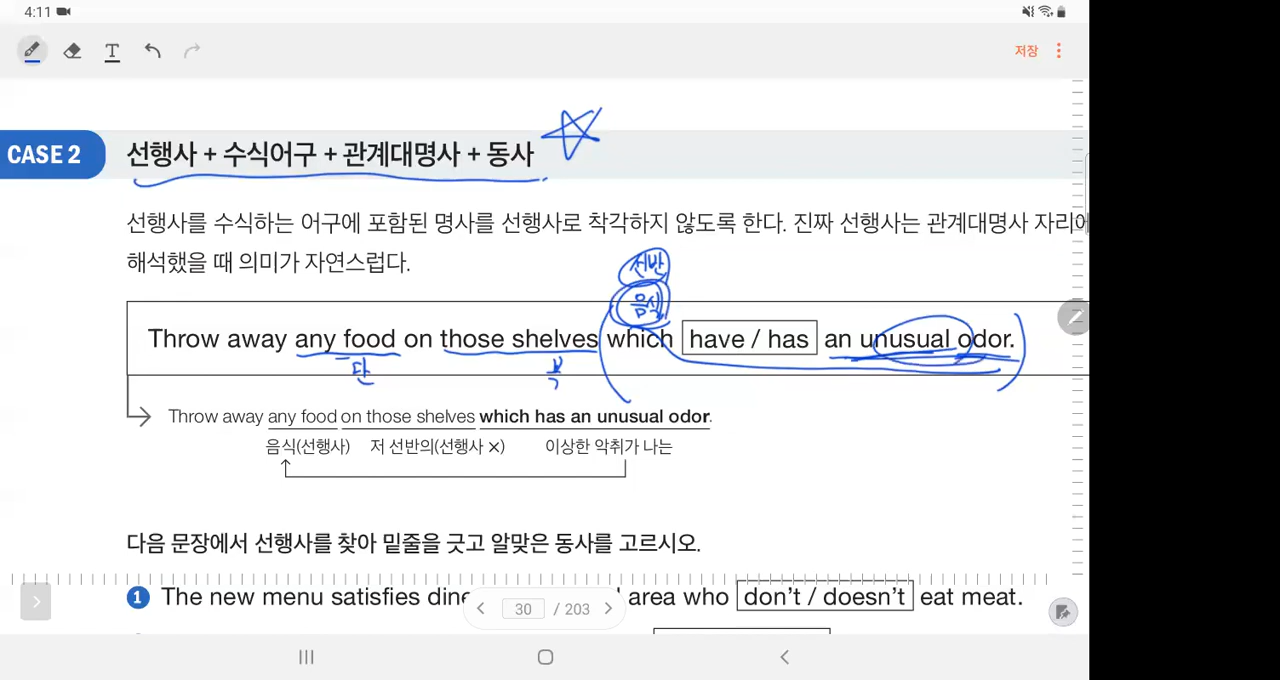 4:11
저장
CASE 2 선행사 + 수식어구 + 관계대명사 + 동사
선행사를 수식하는 어구에 포함된 명사를 선행사로 착각하지 않도록 한다. 진짜 선행사는 관계대명사 자리에
해석했을 때 의미가 자연스럽다.
선반
음식
Throw away any food on those shelves which have / has an unusual odor.
단 복
Throw away any food on those shelves which has an unusual odor.
음식(선행사) 저 선반의(선행사 ×) 이상한 악취가 나는
다음 문장에서 선행사를 찾아 밑줄을 긋고 알맞은 동사를 고르시오.
1 The new menu satisfies area who don't / doesn't eat meat.
30 / 203